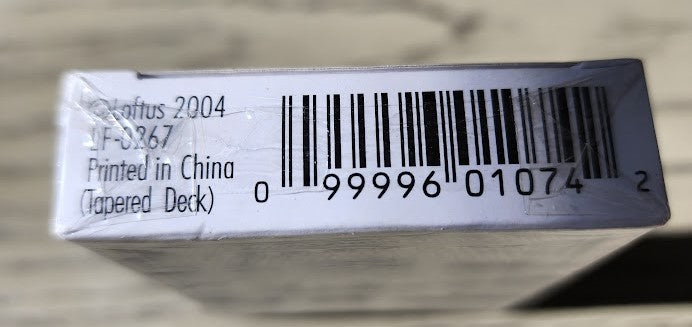 ©Loftus 2004
LF-0267
Printed in China
(Tapered Deck)
0 99996 01074 2